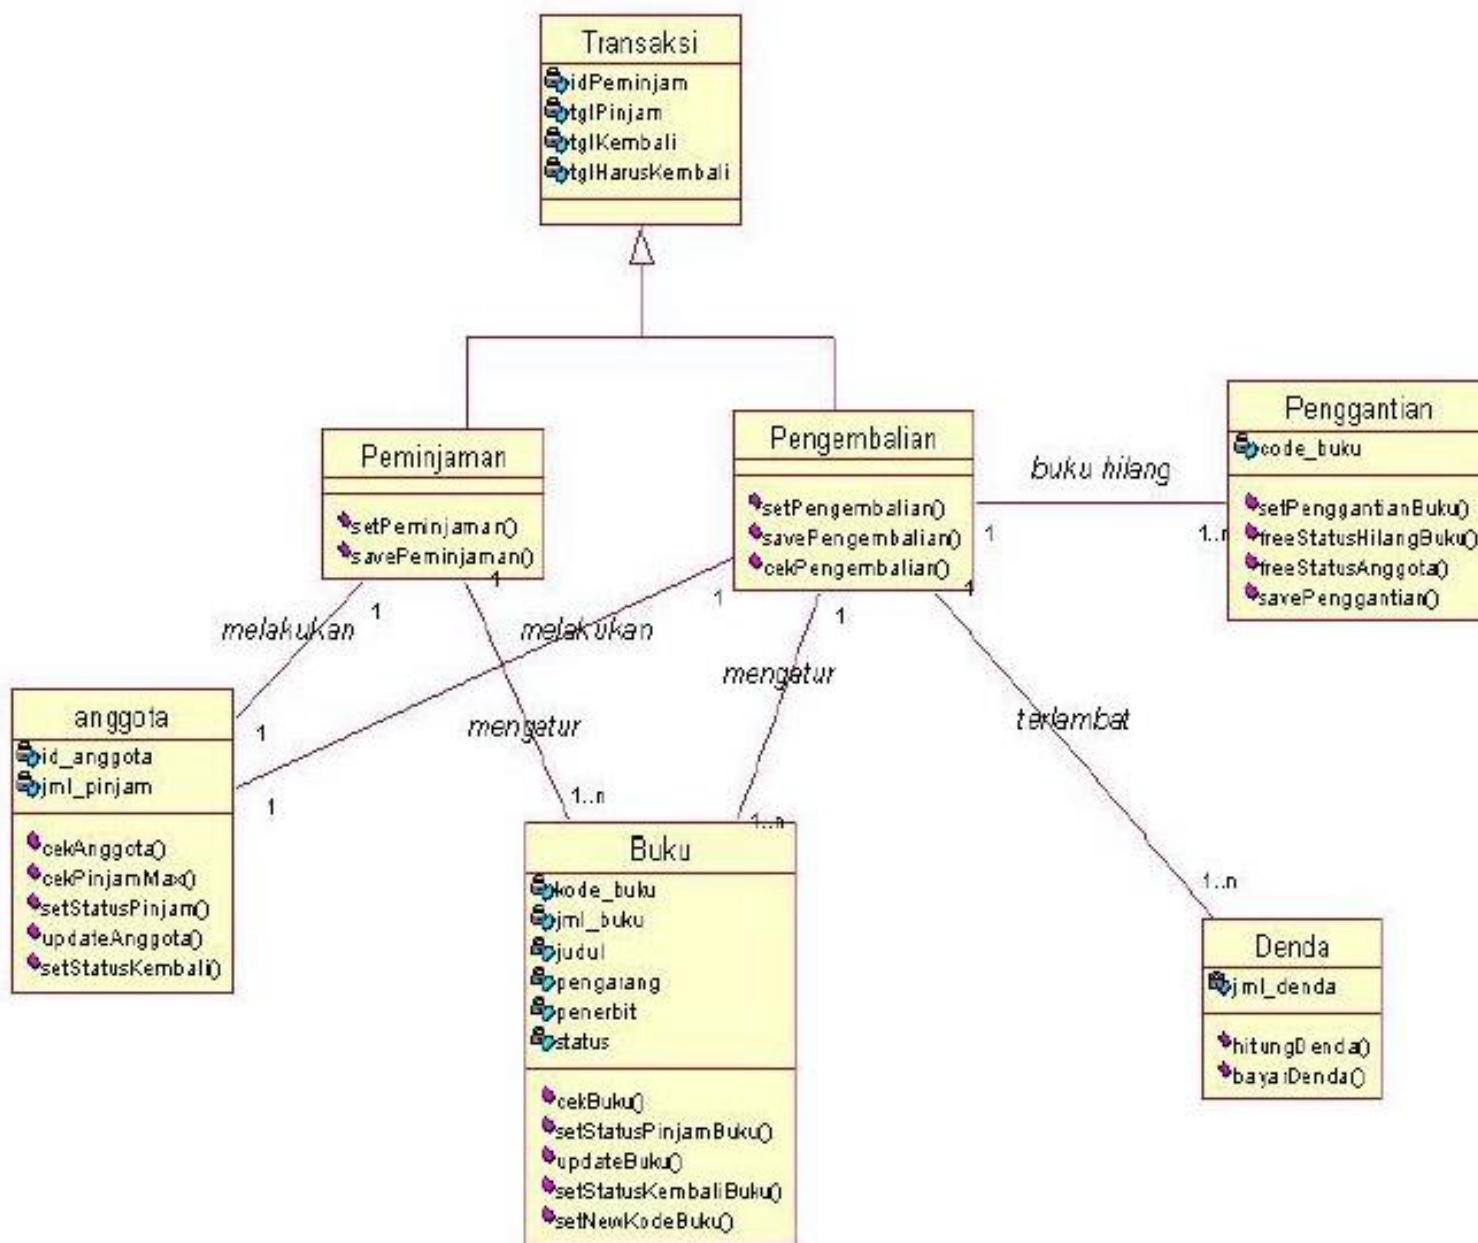 Transaksi
idPeminjam
tglPinjam
tglKembali
tglHarusKembali
Peminjaman
setPeminjaman()
savePeminjaman()
Pengembalian
setPengembalian()
savePengembalian()
cekPengembalian()
buku hilang
1
1..n
Penggantian
code_buku
setPenggantianBuku()
freeStatusHilangBuku()
freeStatusAnggota()
savePenggantian()
melakukan
1
1
melakukan
1
1
mengatur
1
1..n
mengatur
1
1..n
terlambat
1
1..n
anggota
id_anggota
jml_pinjam
cekAnggota()
cekPinjamMax()
setStatusPinjam()
updateAnggota()
setStatusKembali()
Buku
kode_buku
jml_buku
judul
pengarang
penerbit
status
cekBuku()
setStatusPinjamBuku()
updateBuku()
setStatusKembaliBuku()
setNewKodeBuku()
Denda
jml_denda
hitungDenda()
bayarDenda()